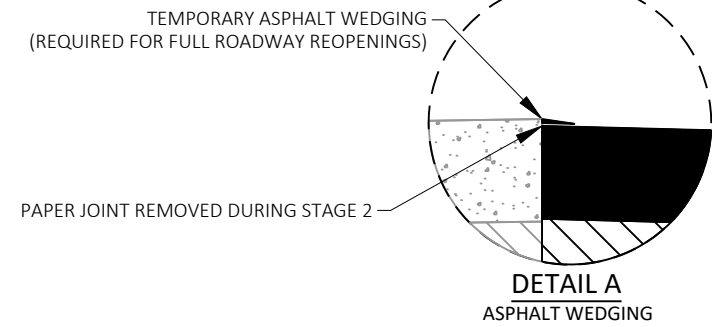 TEMPORARY ASPHALT WEDGING
(REQUIRED FOR FULL ROADWAY REOPENINGS)
PAPER JOINT REMOVED DURING STAGE 2
DETAIL A
ASPHALT WEDGING